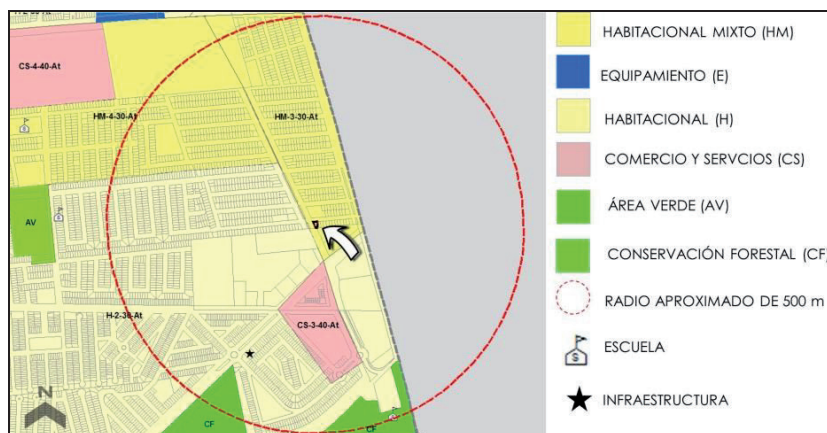 CS-4-40-At
HM-4-30-At
HM-3-30-At
AV
H-2-30-At
CS-3-40-At
CF
CF
N
HABITACIONAL MIXTO (HM)
EQUIPAMIENTO (E)
HABITACIONAL (H)
COMERCIO Y SERVCIOS (CS)
ÁREA VERDE (AV)
CONSERVACIÓN FORESTAL (CF)
RADIO APROXIMADO DE 500 m
ESCUELA
INFRAESTRUCTURA